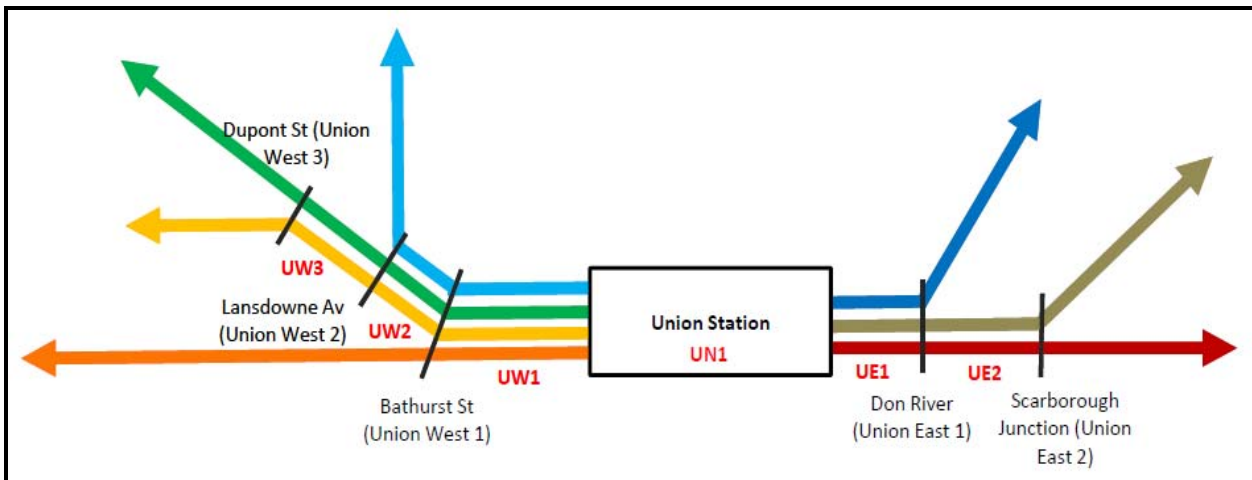 Dupont St (Union
West 3)
UW3
Lansdowne Av
(Union West 2)
UW2
UW1
Bathurst St
(Union West 1)
Union Station
UN1
UE1
UE2
Don River
(Union East 1)
Scarborough
Junction (Union
East 2)